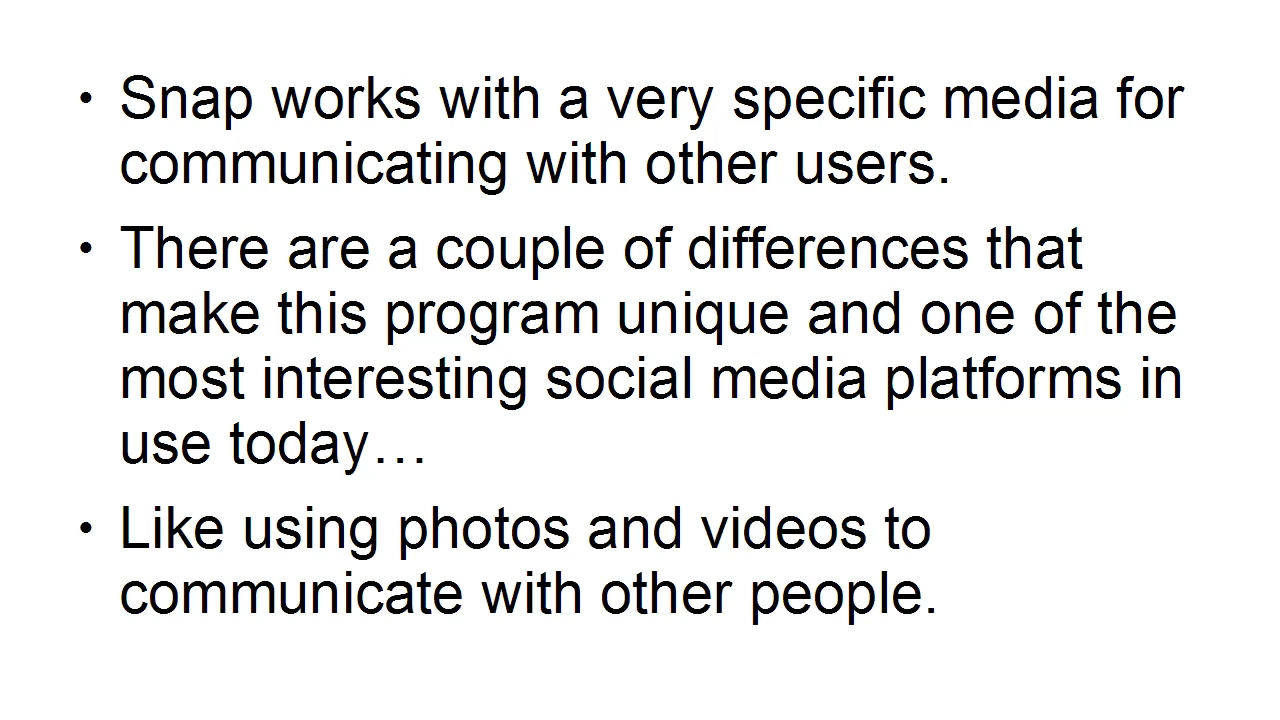 • Snap works with a very specific media for
communicating with other users.
• There are a couple of differences that
make this program unique and one of the
most interesting social media platforms in
use today…
• Like using photos and videos to
communicate with other people.